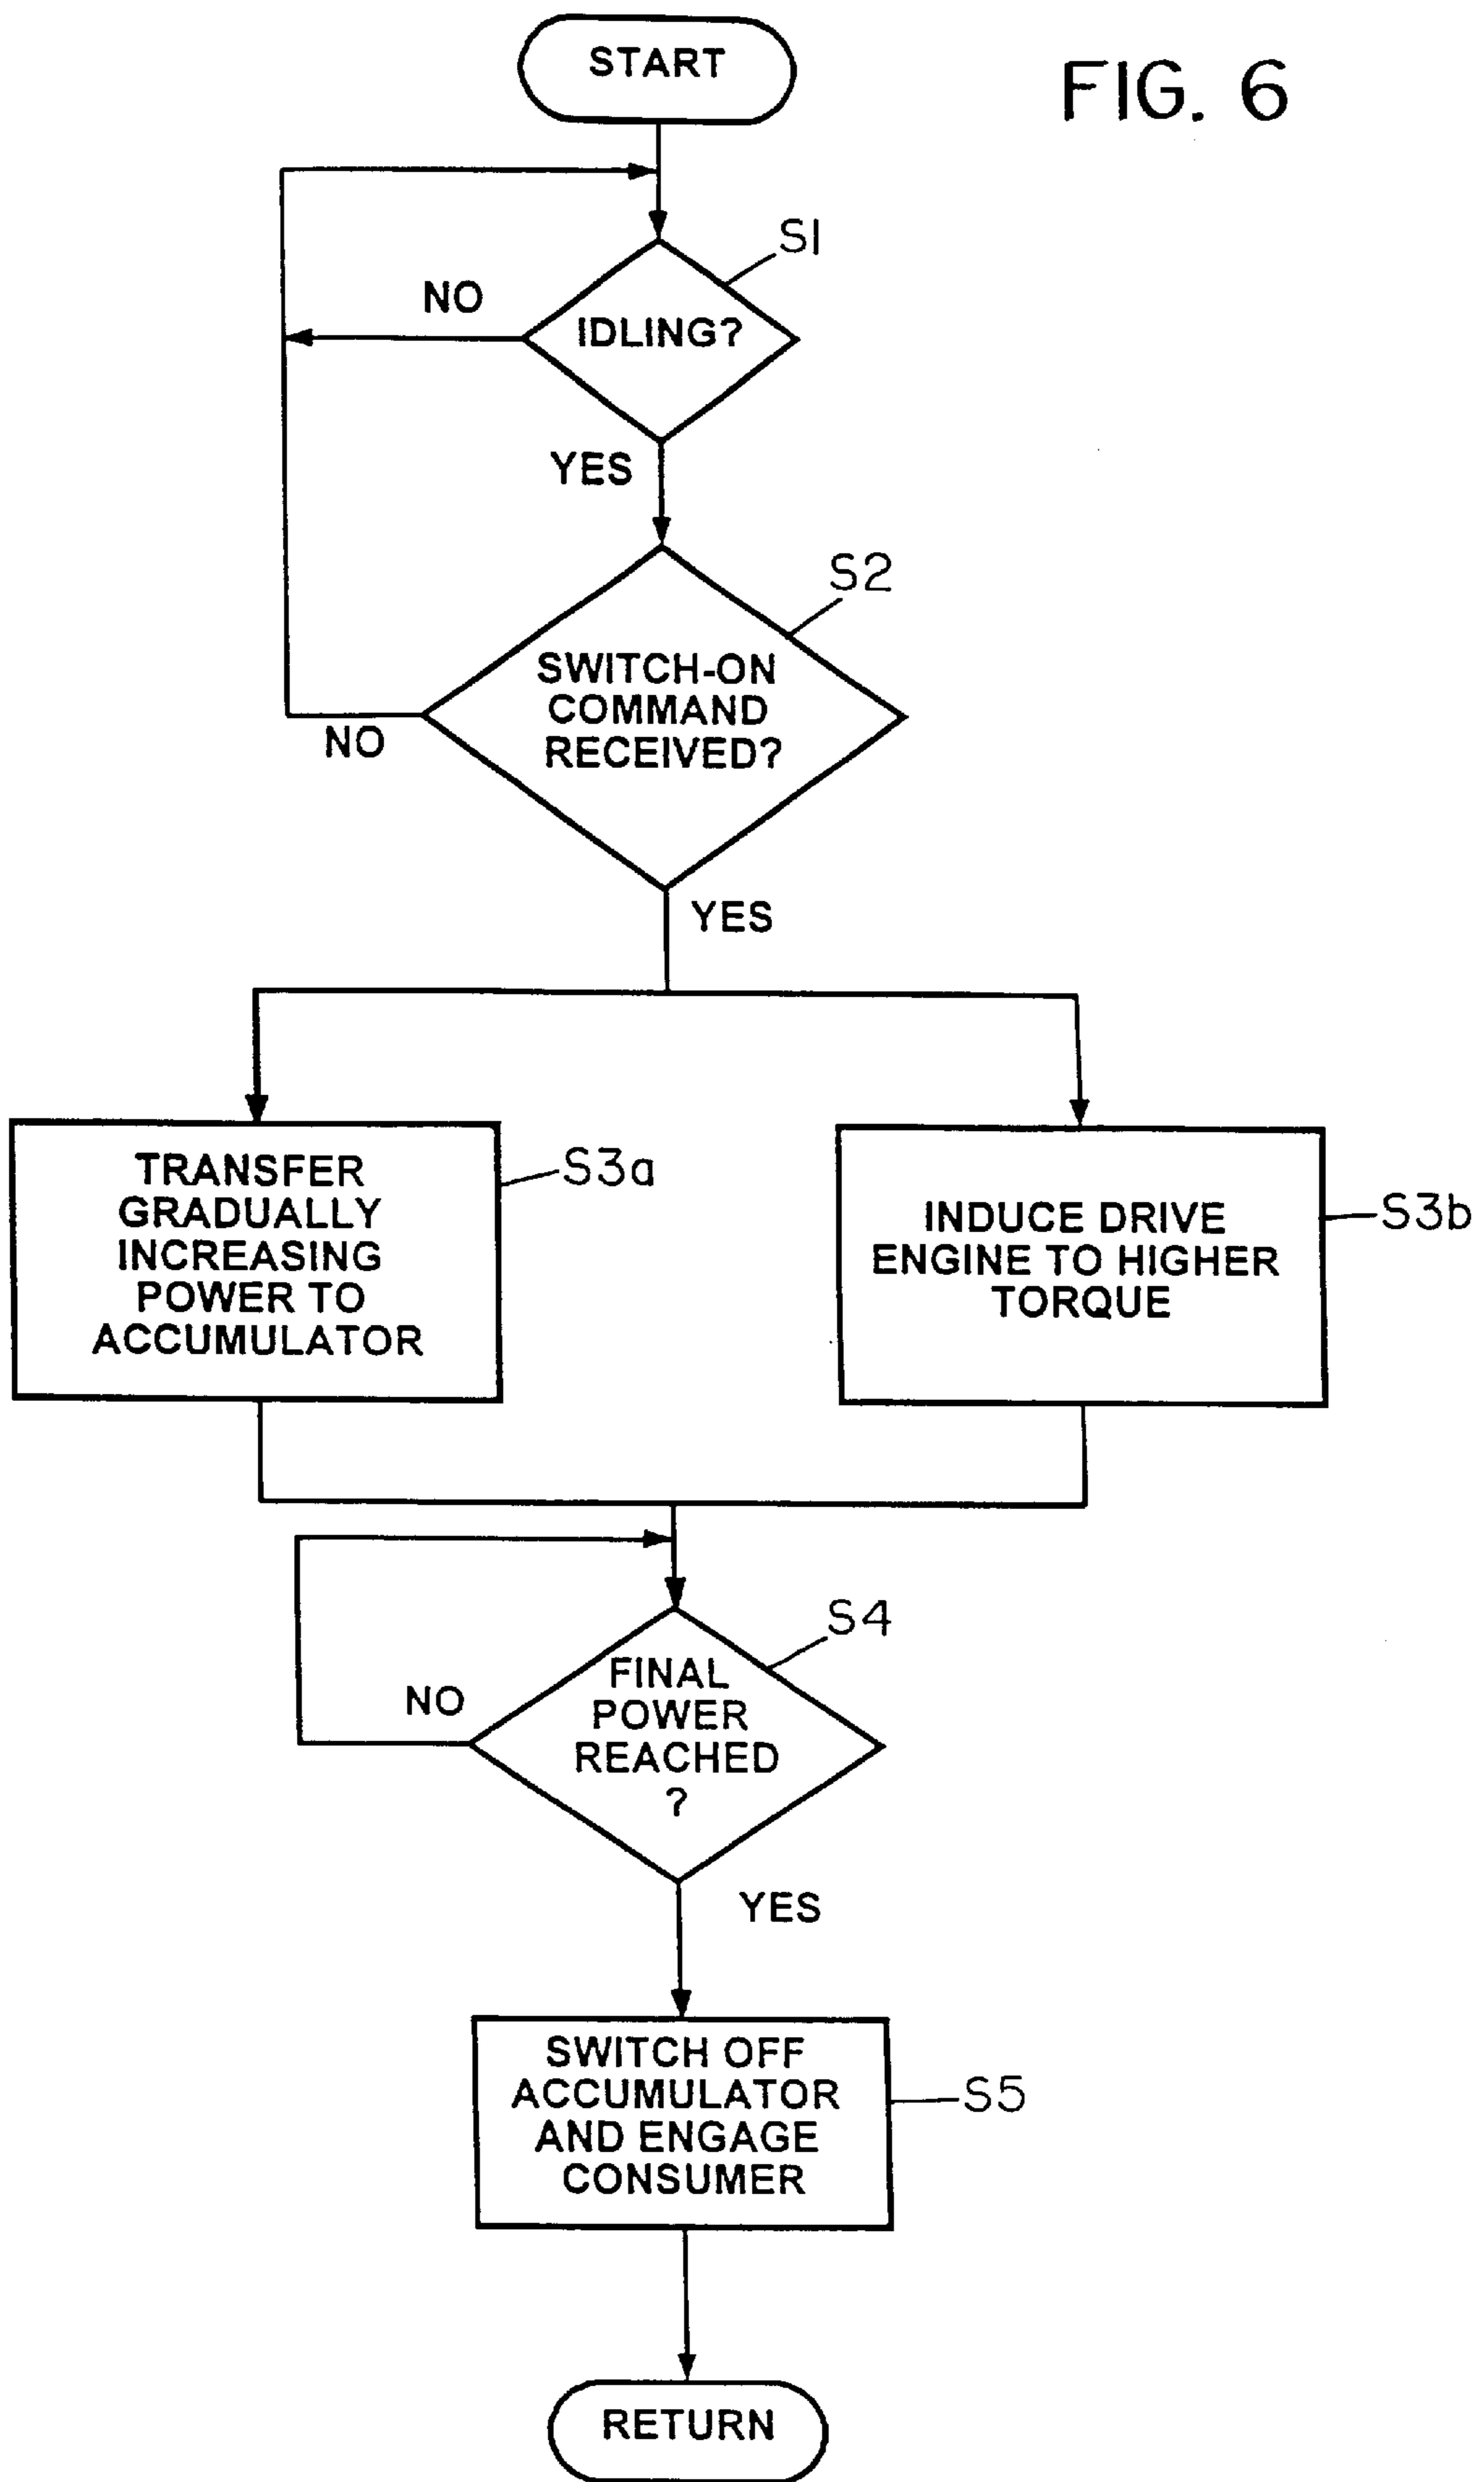 START
FIG. 6
S1
NO
IDLING?
YES
S2
SWITCH-ON
COMMAND
RECEIVED?
NO
YES
TRANSFER
GRADUALLY
INCREASING
POWER TO
ACCUMULATOR
S3a
INDUCE DRIVE
ENGINE TO HIGHER
TORQUE
S3b
S4
FINAL
POWER
REACHED
?
NO
YES
SWITCH OFF
ACCUMULATOR
AND ENGAGE
CONSUMER
S5
RETURN